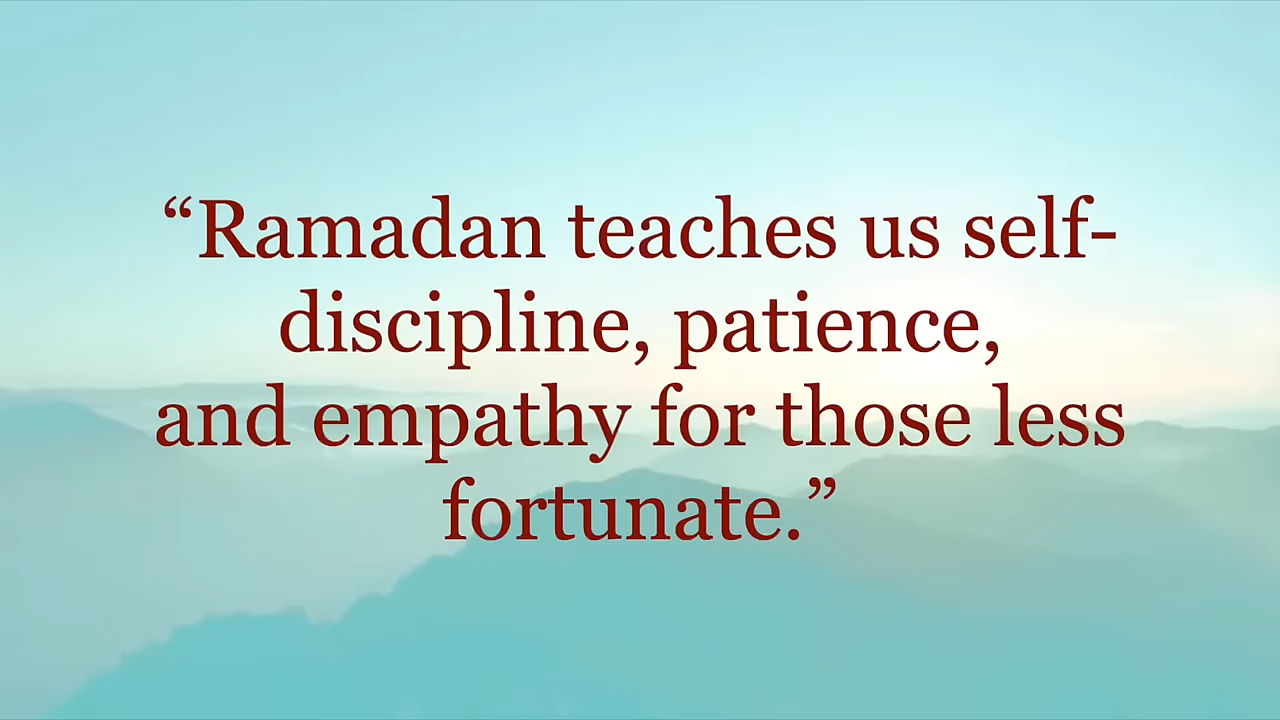 “Ramadan teaches us self-
discipline, patience,
and empathy for those less
fortunate.”